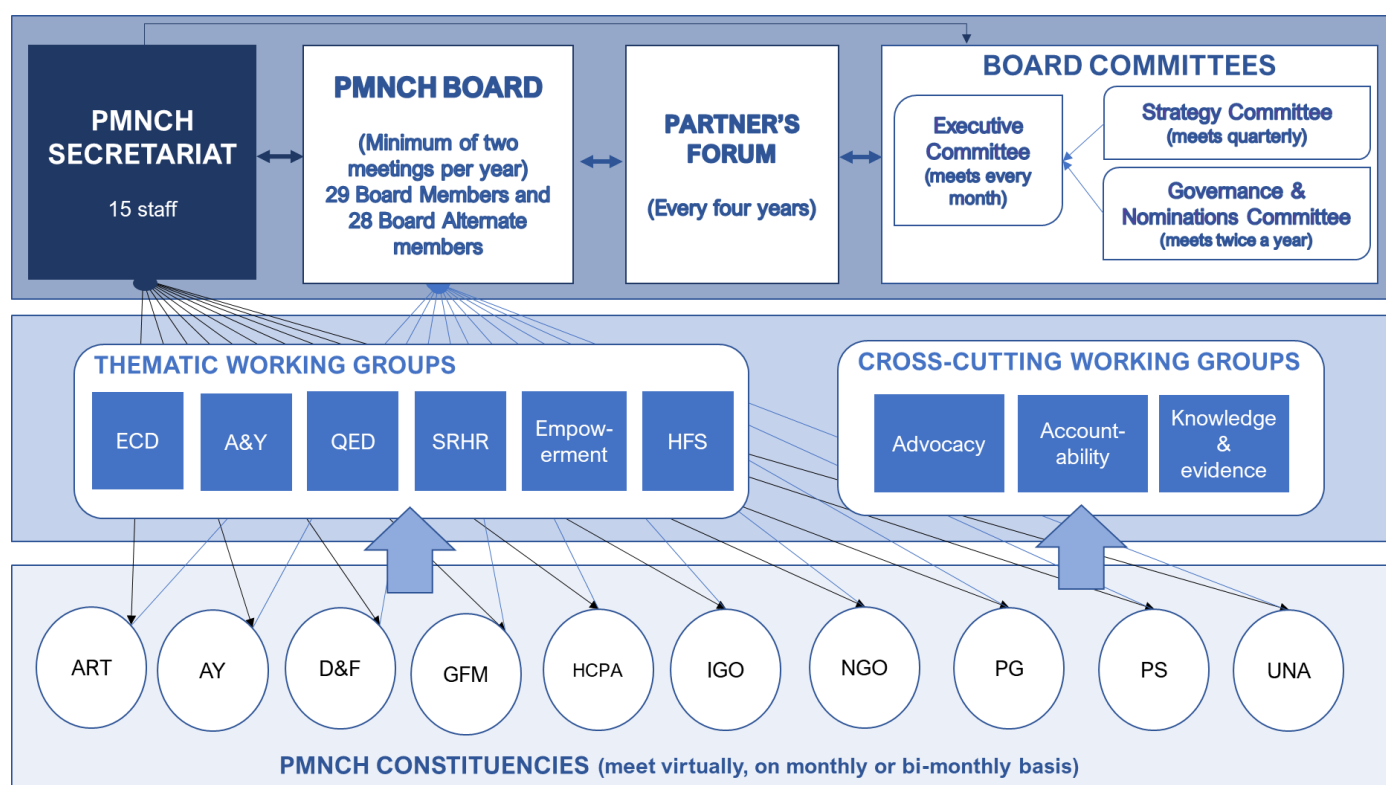 PMNCH
SECRETARIAT
15 staff
PMNCH BOARD
(Minimum of two
meetings per year)
29 Board Members and
28 Board Alternate
members
PARTNER'S
FORUM
(Every four years)
BOARD COMMITTEES
Executive
Committee
(meets every
month)
Strategy Committee
(meets quarterly)
Governance &
Nominations Committee
(meets twice a year)
THEMATIC WORKING GROUPS
ECD
A&Y
QED
SRHR
Empow-
erment
HFS
CROSS-CUTTING WORKING GROUPS
Advocacy
Account-
ability
Knowledge
&
evidence
ART
AY
D&F
GFM
HCPA
IGO
NGO
PG
PS
UNA
PMNCH CONSTITUENCIES (meet virtually, on monthly or bi-monthly basis)